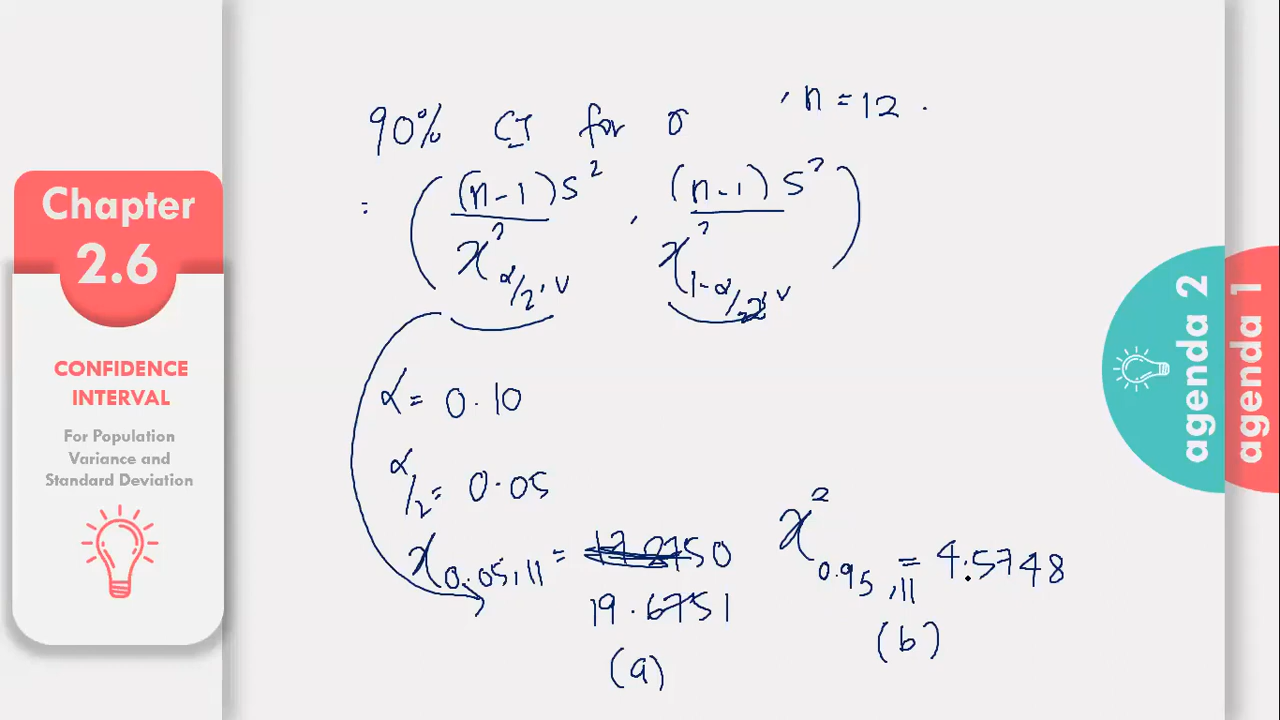 Chapter
2.6
CONFIDENCE
INTERVAL
For Population
Variance and
Standard Deviation
90% CI for σ , n = 12 .
= ( (n-1)S² / χ²α/2, v , (n-1)S² / χ²1-α/2, v )
α = 0.10
α/2 = 0.05
χ0.05,11 =
19.6751
(a)
χ²0.95,11 = 4.5748
(b)
agenda 2
agenda 1